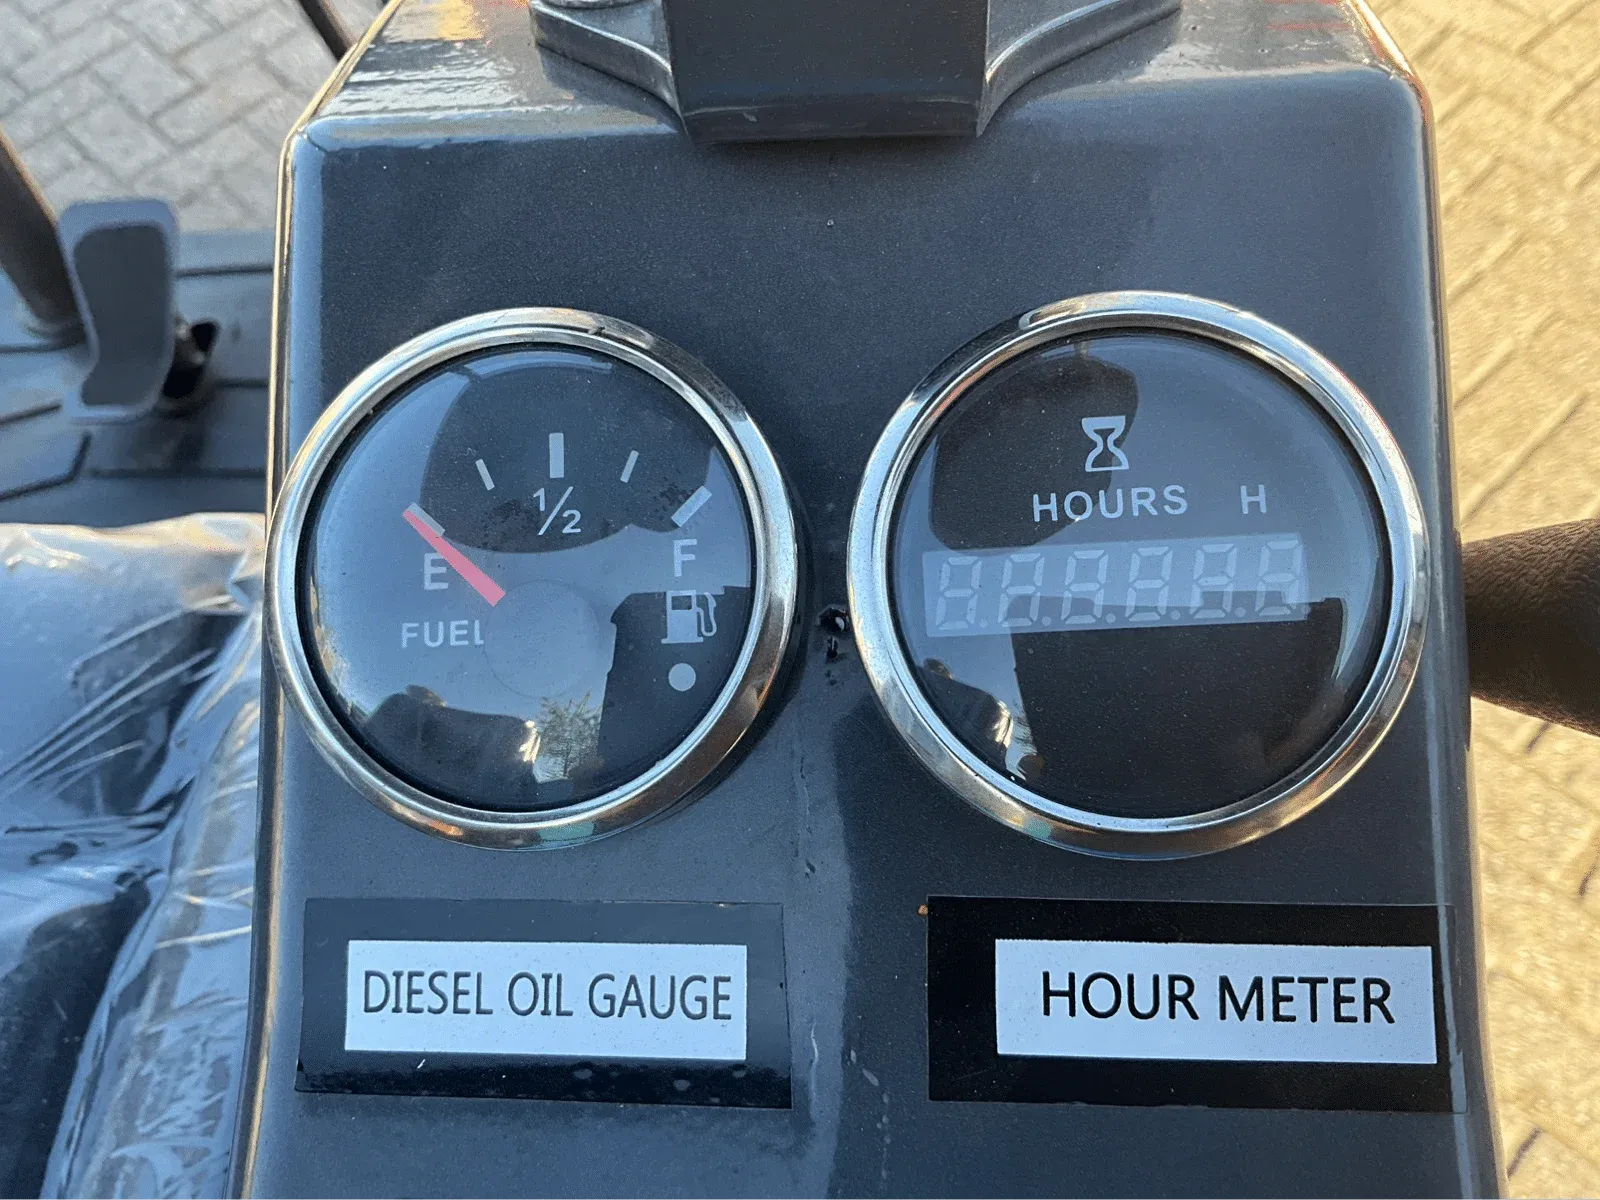 1/2
E
F
FUEL
HOURS H
DIESEL OIL GAUGE
HOUR METER